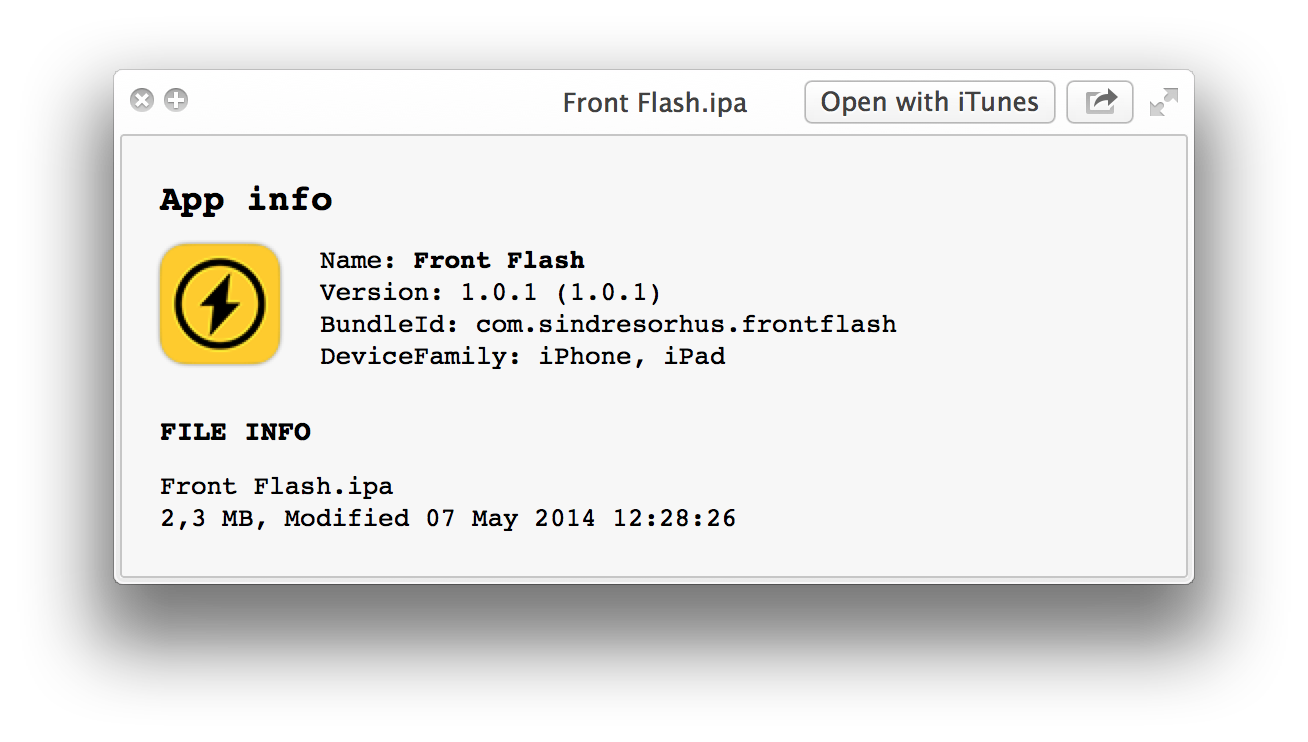 Front Flash.ipa
Open with iTunes
App info
Name: Front Flash
Version: 1.0.1 (1.0.1)
BundleId: com.sindresorhus.frontflash
DeviceFamily: iPhone, iPad
FILE INFO
Front Flash.ipa
2,3 MB, Modified 07 May 2014 12:28:26